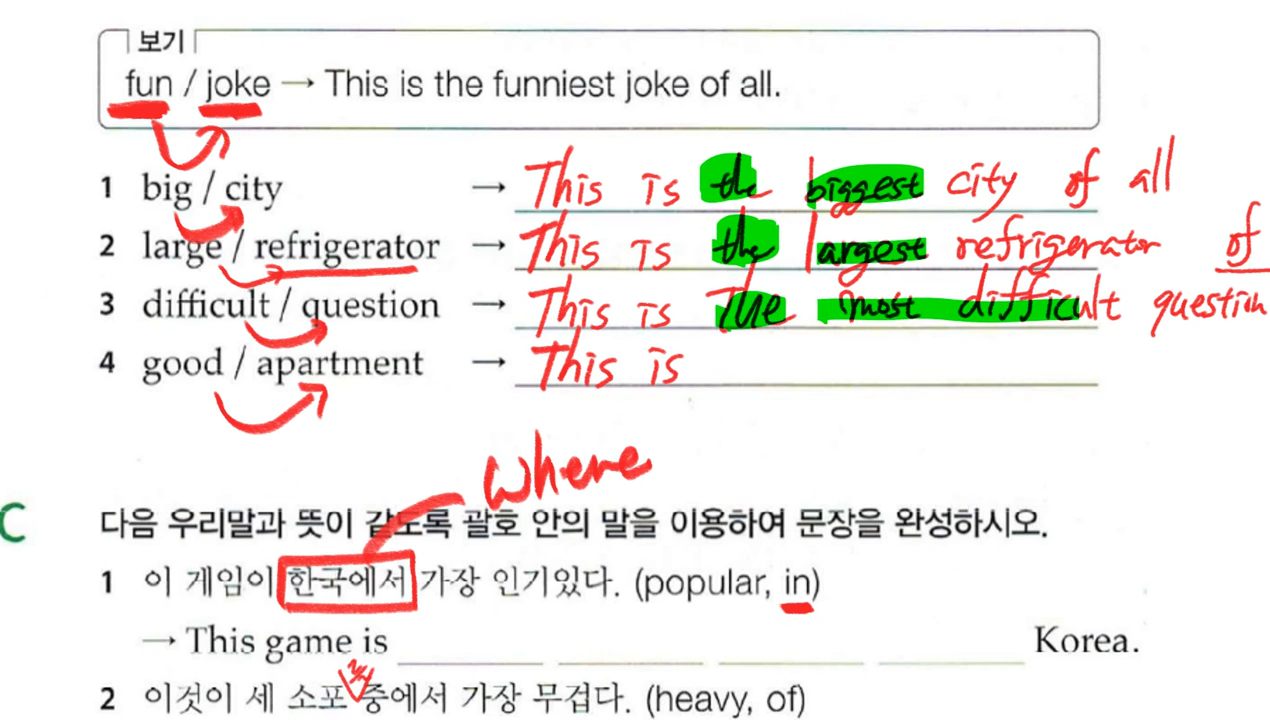 보기
fun / joke → This is the funniest joke of all.
1 big / city → This is the biggest city of all
2 large / refrigerator → This is the largest refrigerator of
3 difficult / question → This is The most difficult question
4 good / apartment → This is
where
C 다음 우리말과 뜻이 같도록 괄호 안의 말을 이용하여 문장을 완성하시오.
1 이 게임이 한국에서 가장 인기있다. (popular, in)
→ This game is ____ ____ ____ ____ Korea.
2 이것이 세 소포 중에서 가장 무겁다. (heavy, of)